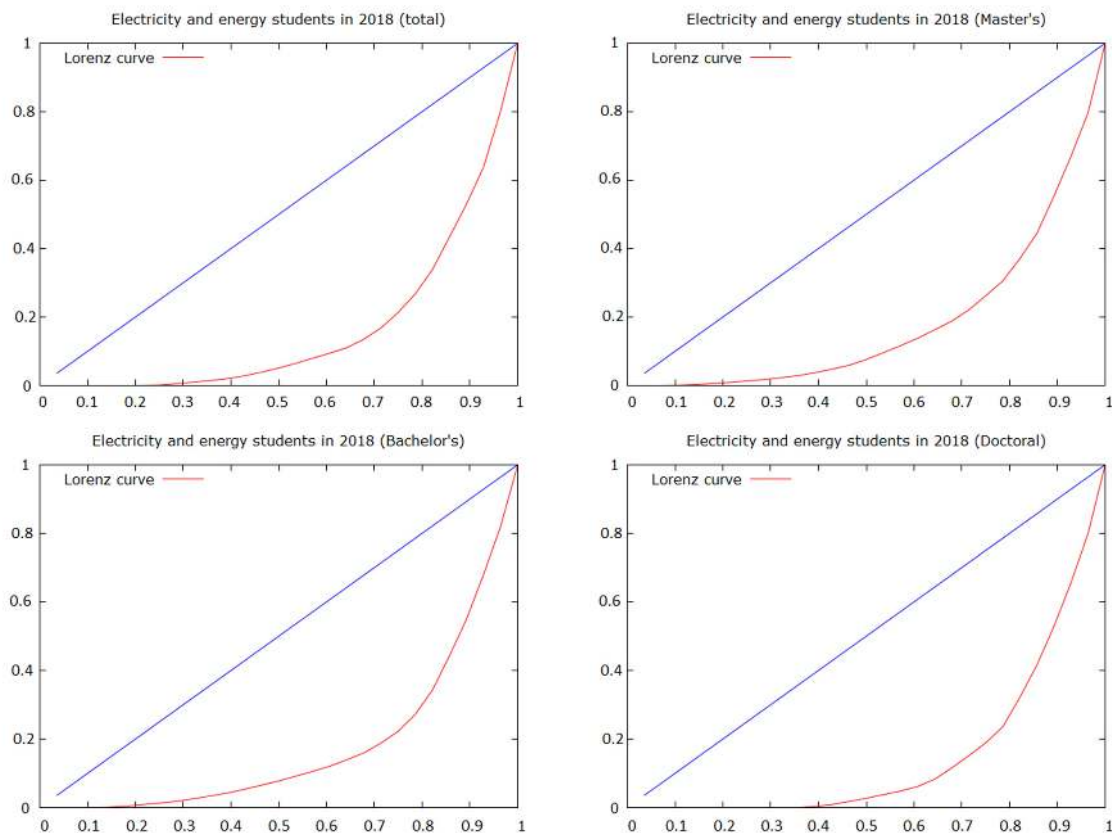 Electricity and energy students in 2018 (total)
1
Lorenz curve
0.8
0.6
0.4
0.2
0
0 0.1 0.2 0.3 0.4 0.5 0.6 0.7 0.8 0.9 1
Electricity and energy students in 2018 (Master's)
1
Lorenz curve
0.8
0.6
0.4
0.2
0
0 0.1 0.2 0.3 0.4 0.5 0.6 0.7 0.8 0.9 1
Electricity and energy students in 2018 (Bachelor's)
1
Lorenz curve
0.8
0.6
0.4
0.2
0
0 0.1 0.2 0.3 0.4 0.5 0.6 0.7 0.8 0.9 1
Electricity and energy students in 2018 (Doctoral)
1
Lorenz curve
0.8
0.6
0.4
0.2
0
0 0.1 0.2 0.3 0.4 0.5 0.6 0.7 0.8 0.9 1